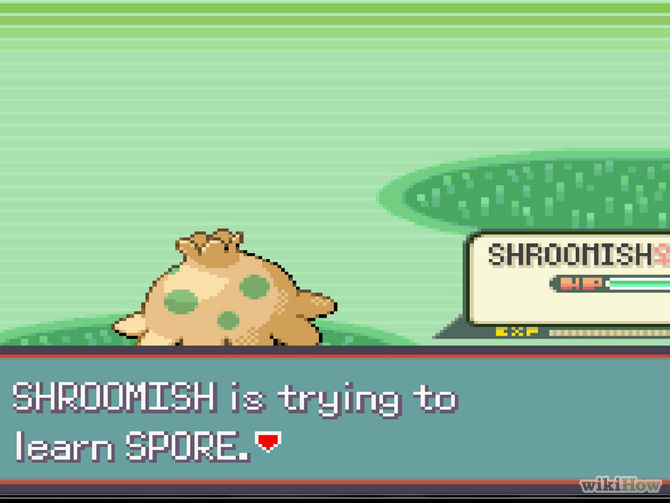 SHROOMISH♀
HP
EXP
SHROOMISH is trying to
learn SPORE.
wikiHow